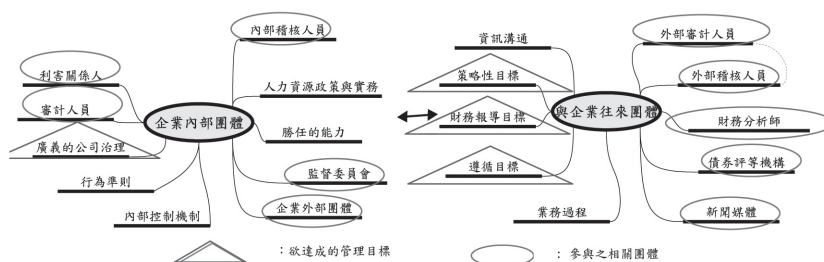 內部稽核人員
利害關係人
人力資源政策與實務
審計人員
企業內部團體
勝任的能力
廣義的公司治理
監督委員會
行為準則
企業外部團體
內部控制機制
外部審計人員
資訊溝通
策略性目標
外部稽核人員
與企業往來團體
財務報導目標
財務分析師
遵循目標
債券評等機構
業務過程
新聞媒體
：欲達成的管理目標
：參與之相關團體